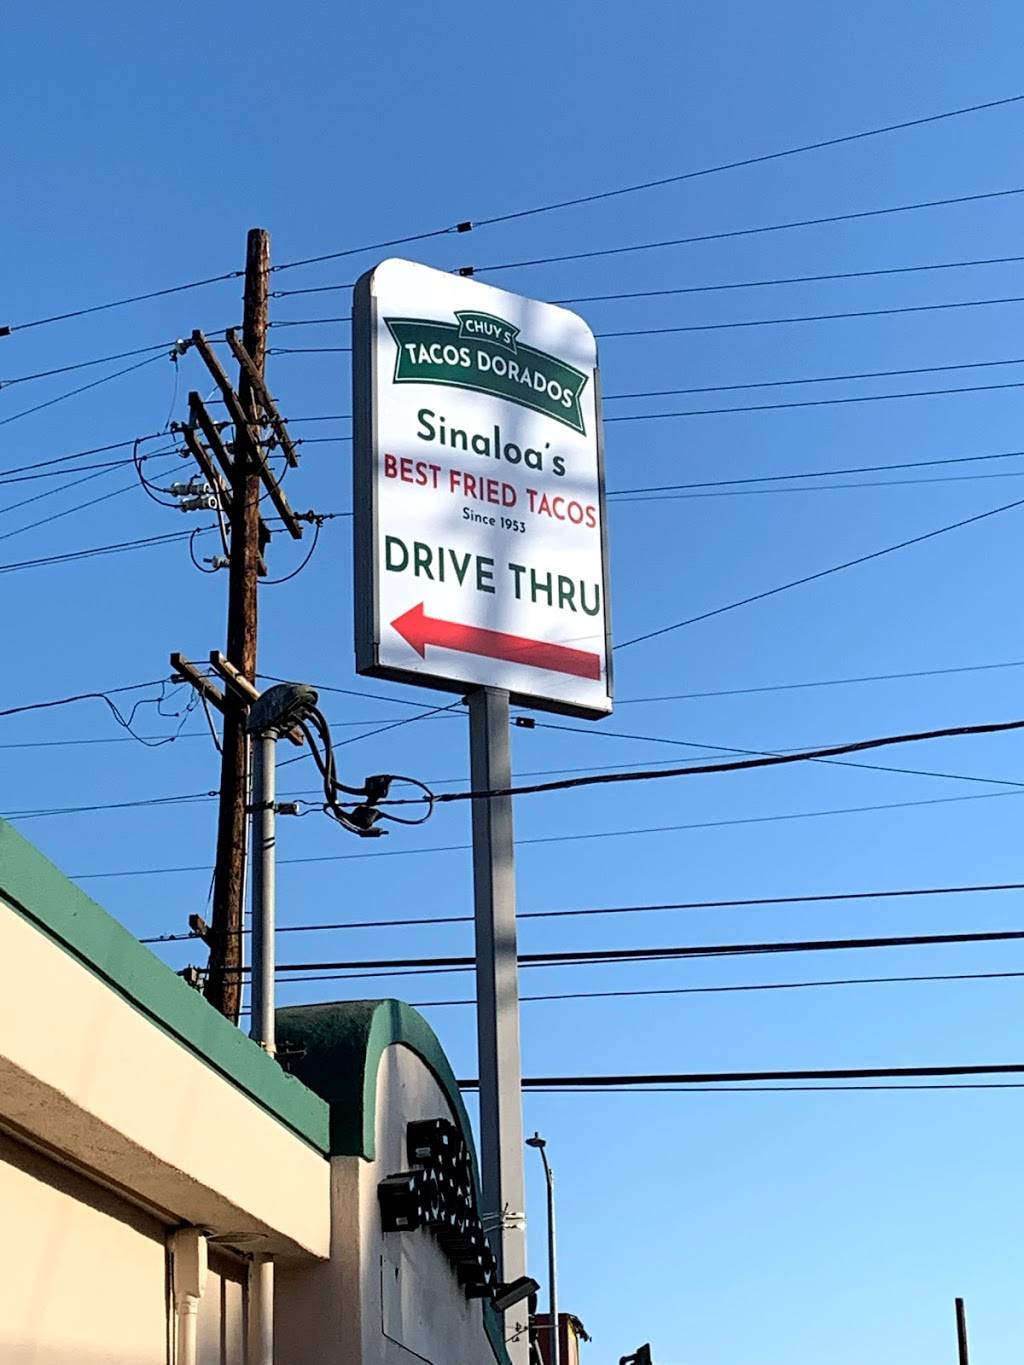 CHUY'S
TACOS DORADOS
Sinaloa's
BEST FRIED TACOS
Since 1953
DRIVE THRU